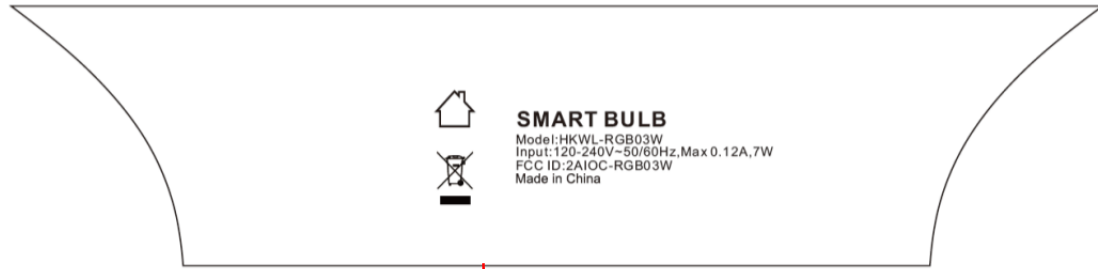 SMART BULB
Model:HKWL-RGB03W
Input:120-240V~50/60Hz,Max 0.12A,7W
FCC ID:2AIOC-RGB03W
Made in China